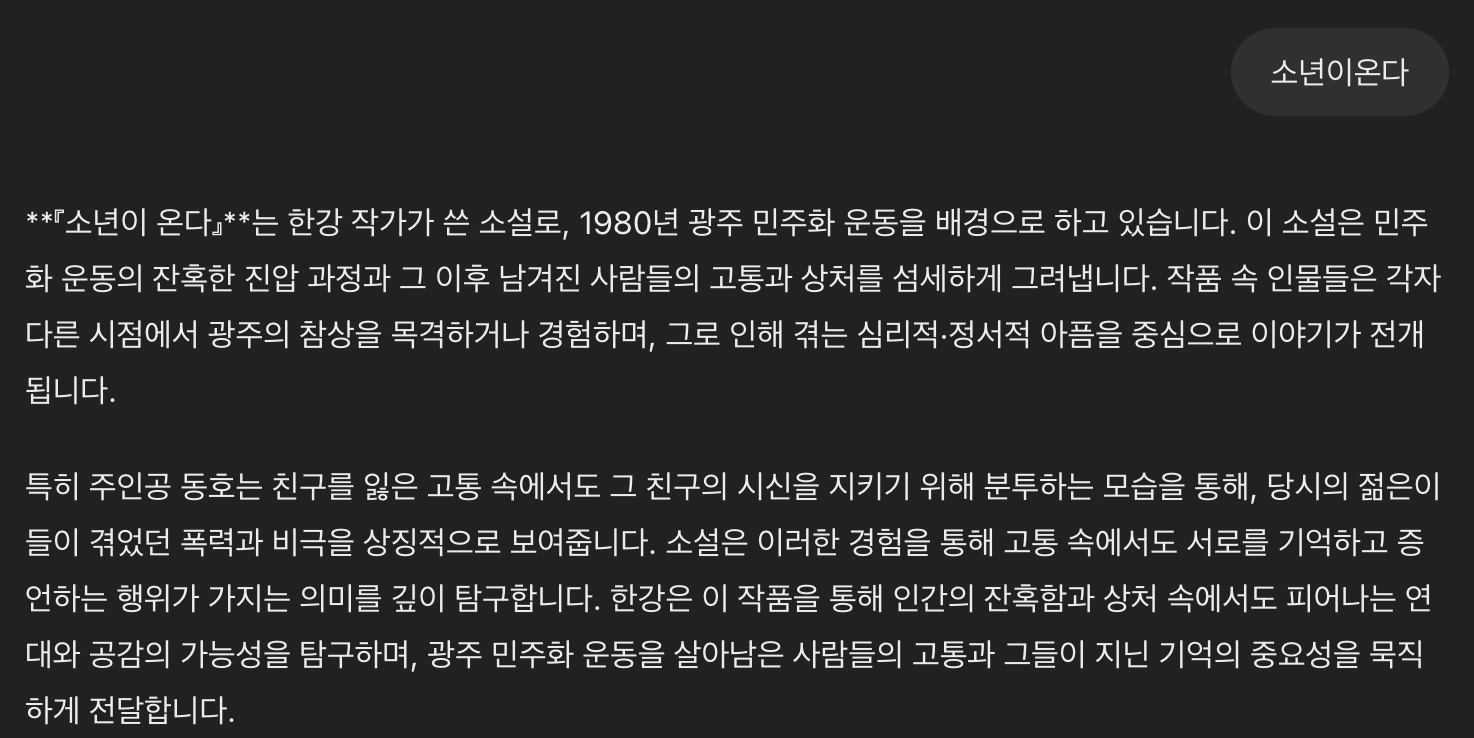 소년이온다
**『소년이 온다』**는 한강 작가가 쓴 소설로, 1980년 광주 민주화 운동을 배경으로 하고 있습니다. 이 소설은 민주
화 운동의 잔혹한 진압 과정과 그 이후 남겨진 사람들의 고통과 상처를 섬세하게 그려냅니다. 작품 속 인물들은 각자
다른 시점에서 광주의 참상을 목격하거나 경험하며, 그로 인해 겪는 심리적·정서적 아픔을 중심으로 이야기가 전개
됩니다.
특히 주인공 동호는 친구를 잃은 고통 속에서도 그 친구의 시신을 지키기 위해 분투하는 모습을 통해, 당시의 젊은이
들이 겪었던 폭력과 비극을 상징적으로 보여줍니다. 소설은 이러한 경험을 통해 고통 속에서도 서로를 기억하고 증
언하는 행위가 가지는 의미를 깊이 탐구합니다. 한강은 이 작품을 통해 인간의 잔혹함과 상처 속에서도 피어나는 연
대와 공감의 가능성을 탐구하며, 광주 민주화 운동을 살아남은 사람들의 고통과 그들이 지닌 기억의 중요성을 묵직
하게 전달합니다.